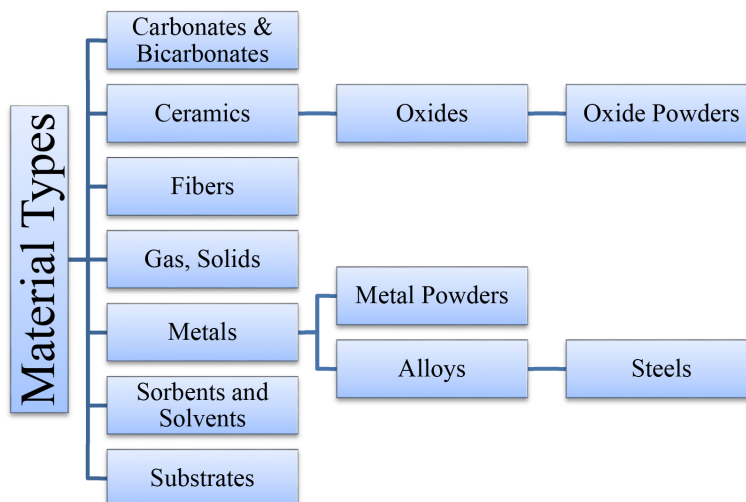 Material Types
Carbonates &
Bicarbonates
Ceramics
Oxides
Oxide Powders
Fibers
Gas, Solids
Metals
Metal Powders
Alloys
Steels
Sorbents and
Solvents
Substrates